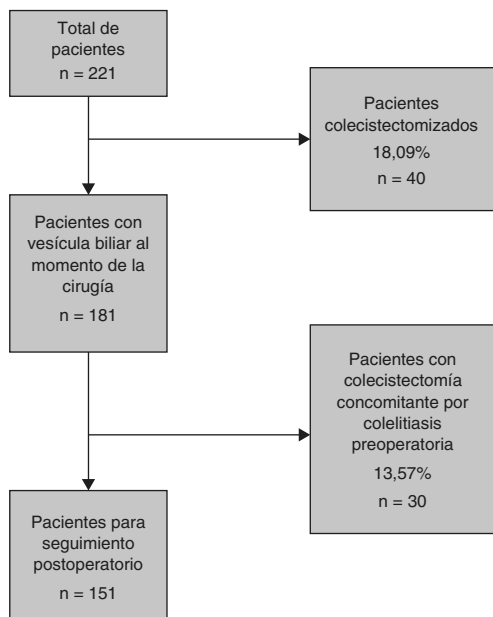 Total de
pacientes
n = 221
Pacientes
colecistectomizados
18,09%
n = 40
Pacientes con
vesícula biliar al
momento de la
cirugía
n = 181
Pacientes con
colecistectomía
concomitante por
colelitiasis
preoperatoria
13,57%
n = 30
Pacientes para
seguimiento
postoperatorio
n = 151